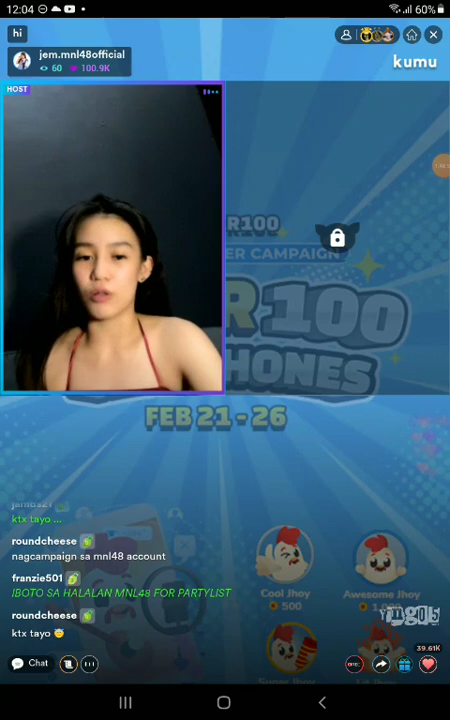 12:04
60%
hi
jem.mnl48official
60
100.9K
kumu
HOST
R100
ER CAMPAIGN
R100
HONES
FEB 21-26
ktx tayo ...
roundcheese
nagcampaign sa mnl48 account
franzie501
IBOTO SA HALALAN MNL48 FOR PARTYLIST
roundcheese
ktx tayo
Cool Jhoy
500
Awesome Jhoy
39.61K
Chat